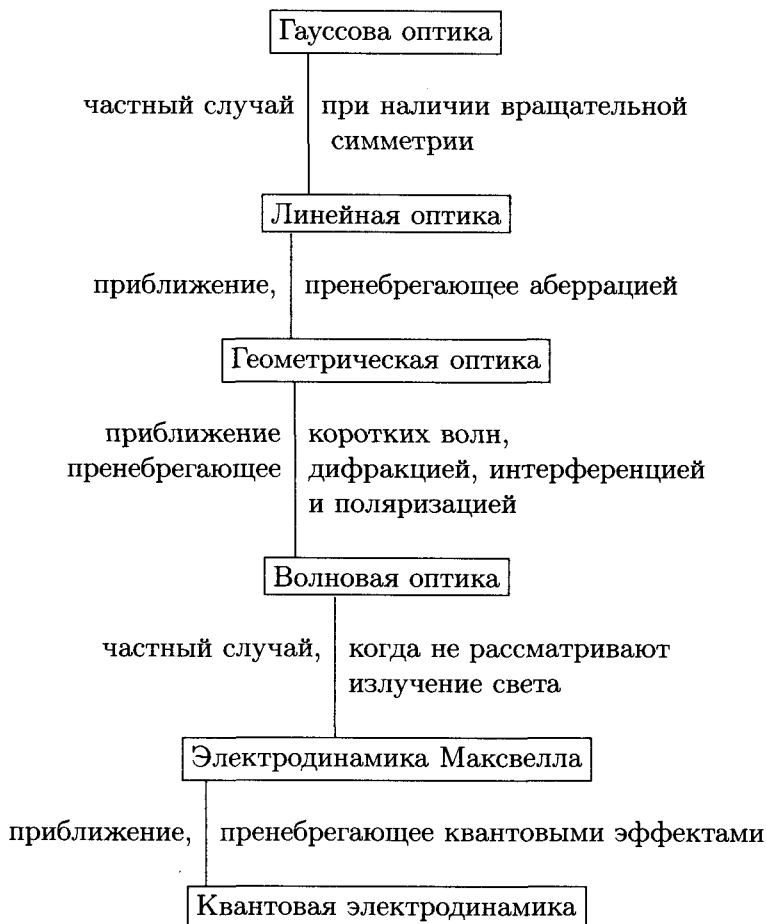 Гауссова оптика
частный случай при наличии вращательной
симметрии
Линейная оптика
приближение, пренебрегающее аберрацией
Геометрическая оптика
приближение коротких волн,
пренебрегающее дифракцией, интерференцией
и поляризацией
Волновая оптика
частный случай, когда не рассматривают
излучение света
Электродинамика Максвелла
приближение, пренебрегающее квантовыми эффектами
Квантовая электродинамика